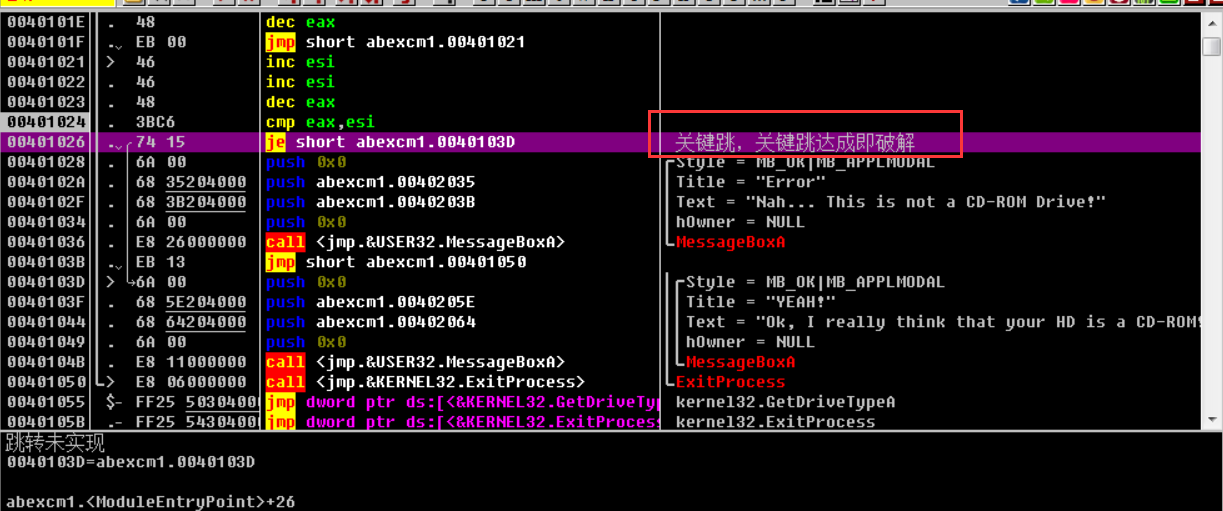 0040101E . 48 dec eax
0040101F .⌄ EB 00 jmp short abexcm1.00401021
00401021 > 46 inc esi
00401022 . 46 inc esi
00401023 . 48 dec eax
00401024 . 3BC6 cmp eax,esi
00401026 .⌄ 74 15 je short abexcm1.0040103D 关键跳，关键跳达成即破解
00401028 . 6A 00 push 0x0 Style = MB_OK|MB_APPLMODAL
0040102A . 68 35204000 push abexcm1.00402035 Title = "Error"
0040102F . 68 3B204000 push abexcm1.0040203B Text = "Nah... This is not a CD-ROM Drive!"
00401034 . 6A 00 push 0x0 hOwner = NULL
00401036 . E8 26000000 call <jmp.&USER32.MessageBoxA> MessageBoxA
0040103B .⌄ EB 13 jmp short abexcm1.00401050
0040103D > 6A 00 push 0x0 Style = MB_OK|MB_APPLMODAL
0040103F . 68 5E204000 push abexcm1.0040205E Title = "YEAH!"
00401044 . 68 64204000 push abexcm1.00402064 Text = "Ok, I really think that your HD is a CD-ROM!
00401049 . 6A 00 push 0x0 hOwner = NULL
0040104B . E8 11000000 call <jmp.&USER32.MessageBoxA> MessageBoxA
00401050 > E8 06000000 call <jmp.&KERNEL32.ExitProcess> ExitProcess
00401055 $- FF25 50304000 jmp dword ptr ds:[<&KERNEL32.GetDriveTyp kernel32.GetDriveTypeA
0040105B .- FF25 54304000 jmp dword ptr ds:[<&KERNEL32.ExitProces kernel32.ExitProcess
跳转未实现
0040103D=abexcm1.0040103D
abexcm1.<ModuleEntryPoint>+26